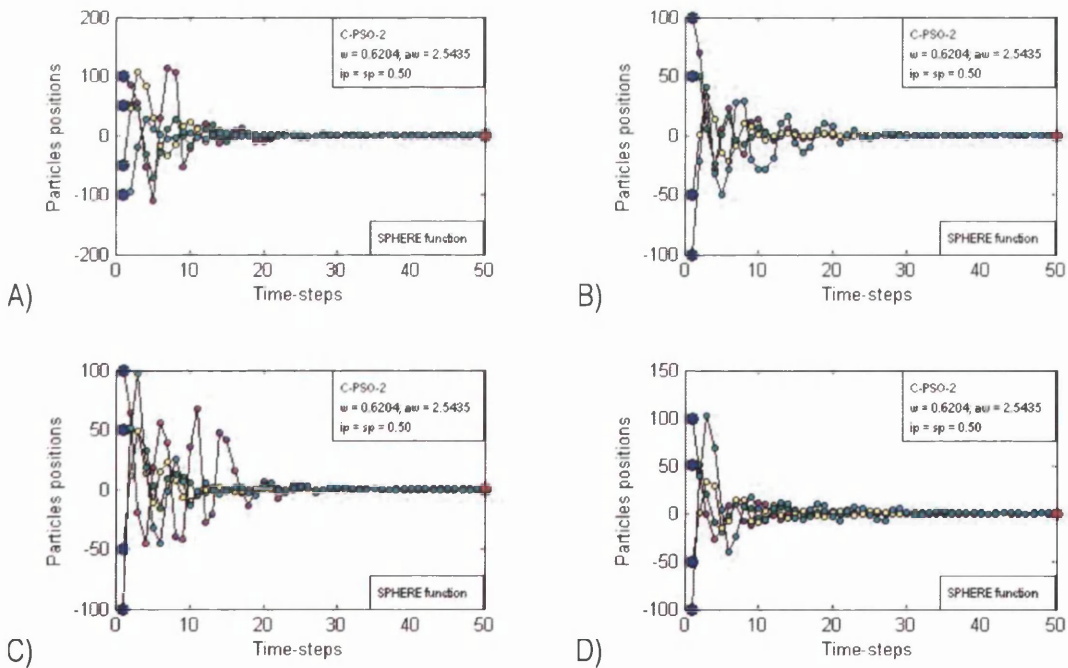 200
100
0
-100
-200
Particles positions
C-PSO-2
w = 0.6204, aw = 2.5435
ip = sp = 0.50
SPHERE function
0 10 20 30 40 50
Time-steps
A)
100
50
0
-50
-100
Particles positions
C-PSO-2
w = 0.6204, aw = 2.5435
ip = sp = 0.50
SPHERE function
0 10 20 30 40 50
Time-steps
B)
100
50
0
-50
-100
Particles positions
C-PSO-2
w = 0.6204, aw = 2.5435
ip = sp = 0.50
SPHERE function
0 10 20 30 40 50
Time-steps
C)
150
100
50
0
-50
-100
Particles positions
C-PSO-2
w = 0.6204, aw = 2.5435
ip = sp = 0.50
SPHERE function
0 10 20 30 40 50
Time-steps
D)